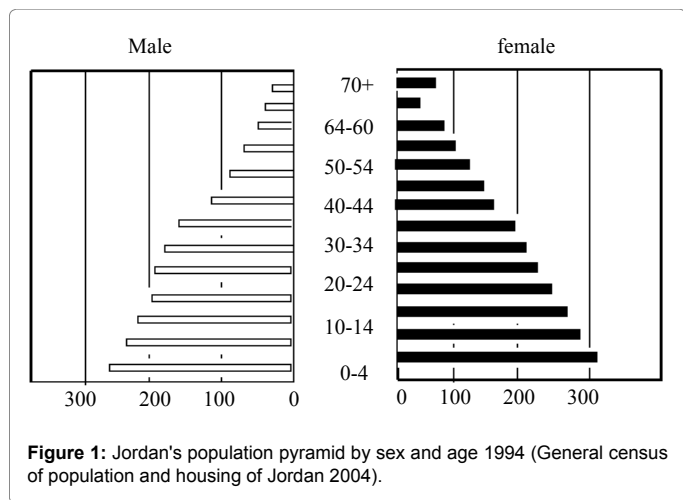 Male
female
70+
64-60
50-54
40-44
30-34
20-24
10-14
0-4
300 200 100 0
0 100 200 300
Figure 1: Jordan's population pyramid by sex and age 1994 (General census
of population and housing of Jordan 2004).